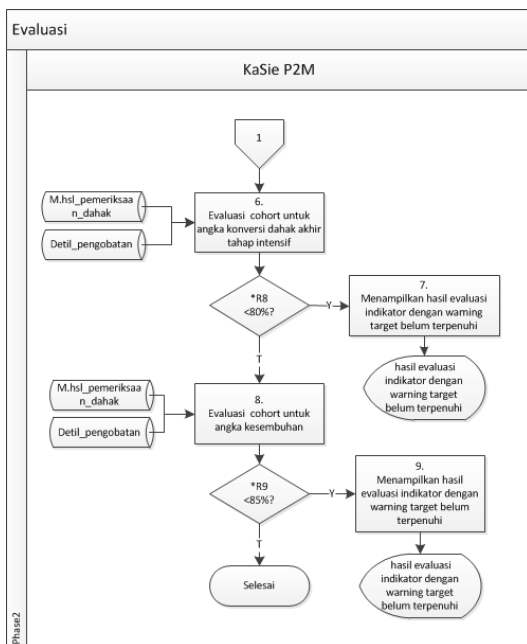 Evaluasi
KaSie P2M
1
M.hsl_pemeriksaa
n_dahak
Detil_pengobatan
6.
Evaluasi cohort untuk
angka konversi dahak akhir
tahap intensif
*R8
<80%?
Y
7.
Menampilkan hasil evaluasi
indikator dengan warning
target belum terpenuhi
hasil evaluasi
indikator dengan
warning target
belum terpenuhi
T
M.hsl_pemeriksaa
n_dahak
Detil_pengobatan
8.
Evaluasi cohort untuk
angka kesembuhan
*R9
<85%?
Y
9.
Menampilkan hasil
evaluasi indikator dengan
warning target belum
terpenuhi
hasil evaluasi
indikator dengan
warning target
belum terpenuhi
T
Selesai
Phase2